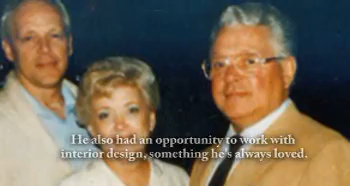 He also had an opportunity to work with
interior design, something he's always loved.